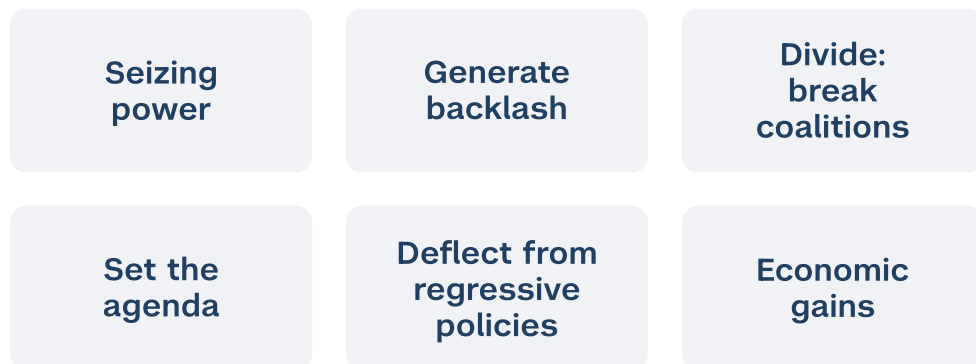 Seizing
power
Generate
backlash
Divide:
break
coalitions
Set the
agenda
Deflect from
regressive
policies
Economic
gains